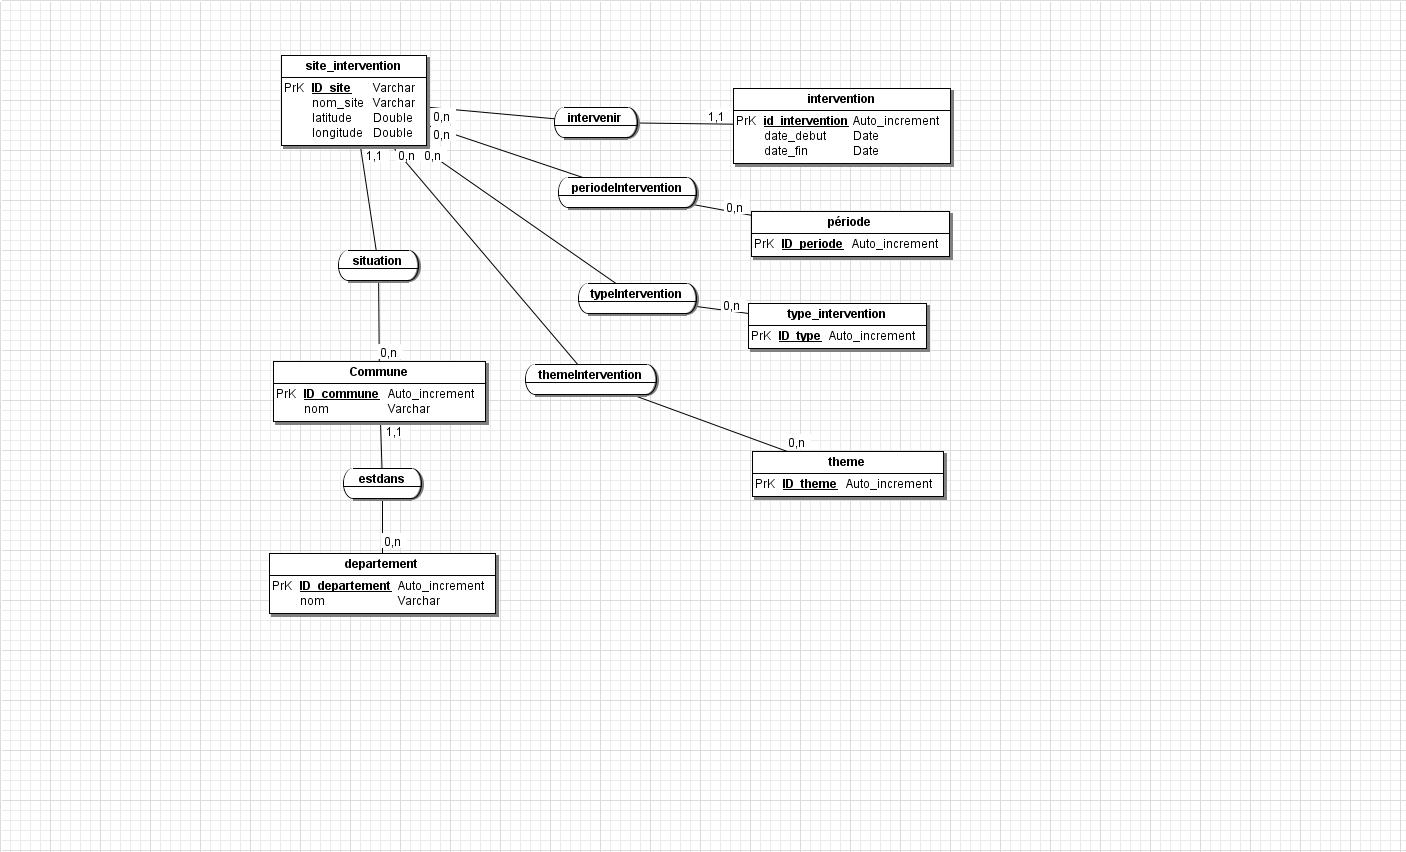 site_intervention
PrK ID_site Varchar
nom_site Varchar
latitude Double
longitude Double
0,n
intervenir
1,1
intervention
PrK id_intervention Auto_increment
date_debut Date
date_fin Date
0,n
periodeIntervention
0,n
période
PrK ID_periode Auto_increment
1,1 0,n 0,n
situation
typeIntervention
0,n
type_intervention
PrK ID_type Auto_increment
0,n
Commune
PrK ID_commune Auto_increment
nom Varchar
themeIntervention
0,n
theme
PrK ID_theme Auto_increment
1,1
estdans
0,n
departement
PrK ID_departement Auto_increment
nom Varchar